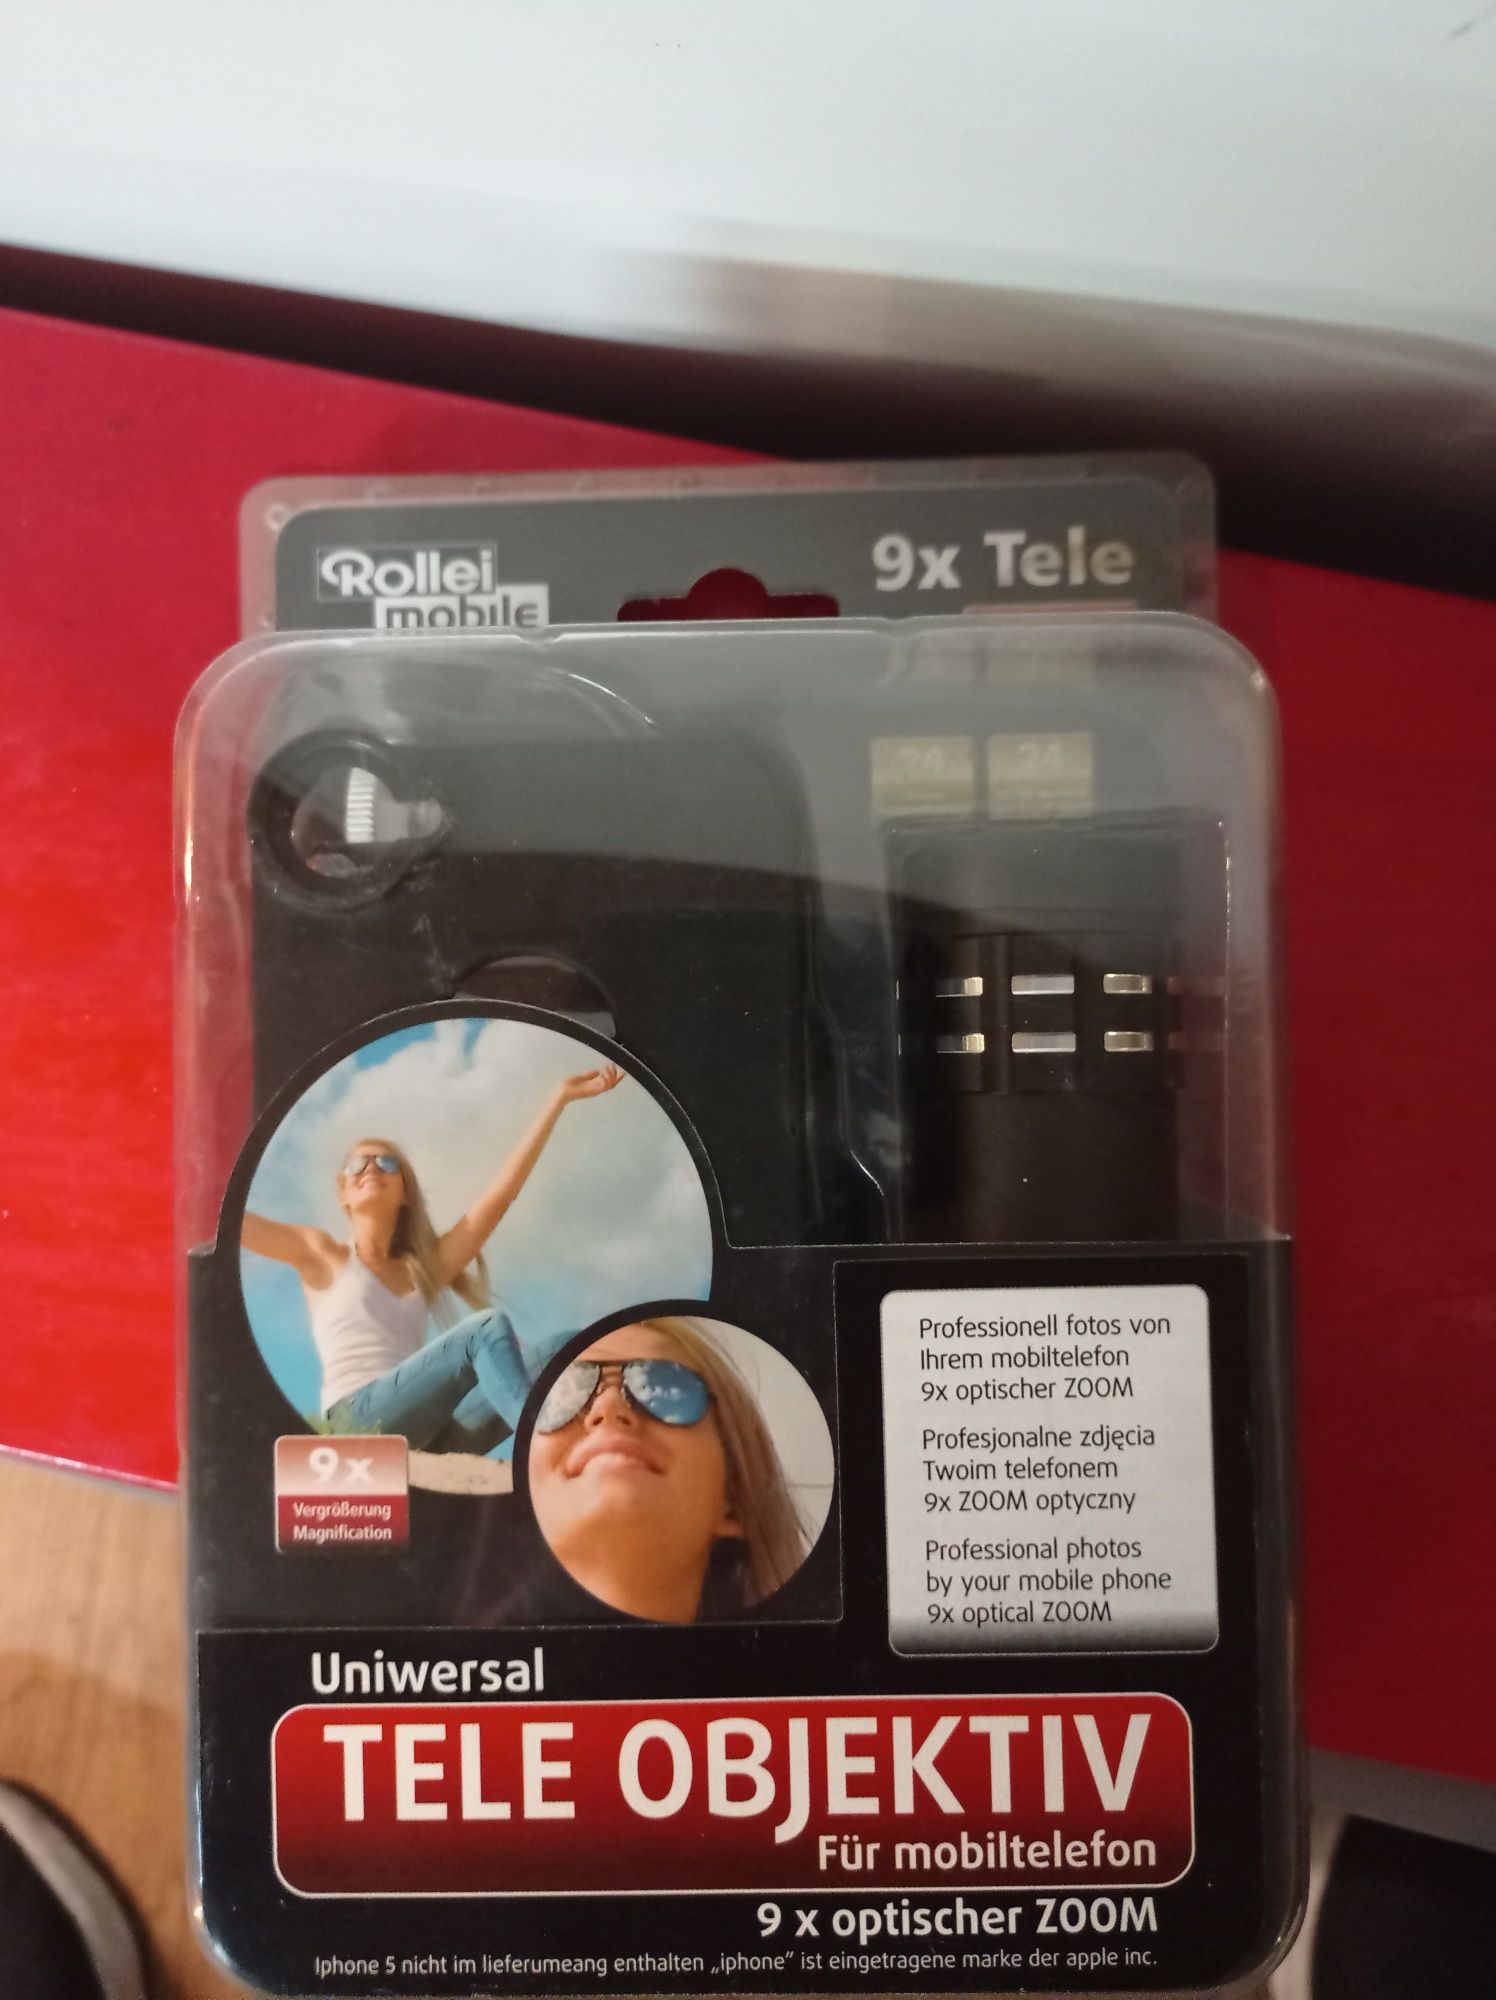 Rollei
mobile
9x Tele
24 24
9x
Vergrößerung
Magnification
Professionell fotos von
Ihrem mobiltelefon
9x optischer ZOOM
Profesjonalne zdjęcia
Twoim telefonem
9x ZOOM optyczny
Professional photos
by your mobile phone
9x optical ZOOM
Uniwersal
TELE OBJEKTIV
Für mobiltelefon
9 x optischer ZOOM
Iphone 5 nicht im lieferumeang enthalten „iphone” ist eingetragene marke der apple inc.